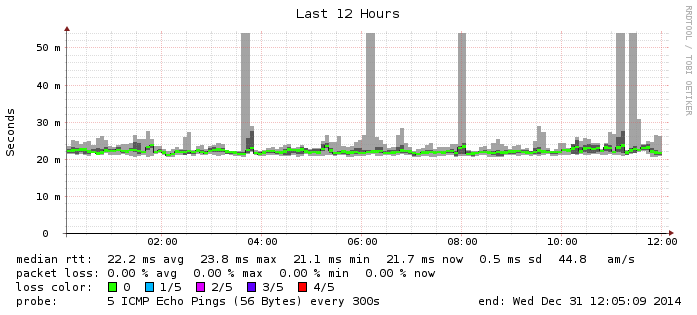 Last 12 Hours
RRDTOOL / TOBI OETIKER
Seconds
50 m
40 m
30 m
20 m
10 m
0
02:00 04:00 06:00 08:00 10:00 12:00
median rtt: 22.2 ms avg 23.8 ms max 21.1 ms min 21.7 ms now 0.5 ms sd 44.8 am/s
packet loss: 0.00 % avg 0.00 % max 0.00 % min 0.00 % now
loss color: 0 1/5 2/5 3/5 4/5
probe: 5 ICMP Echo Pings (56 Bytes) every 300s end: Wed Dec 31 12:05:09 2014